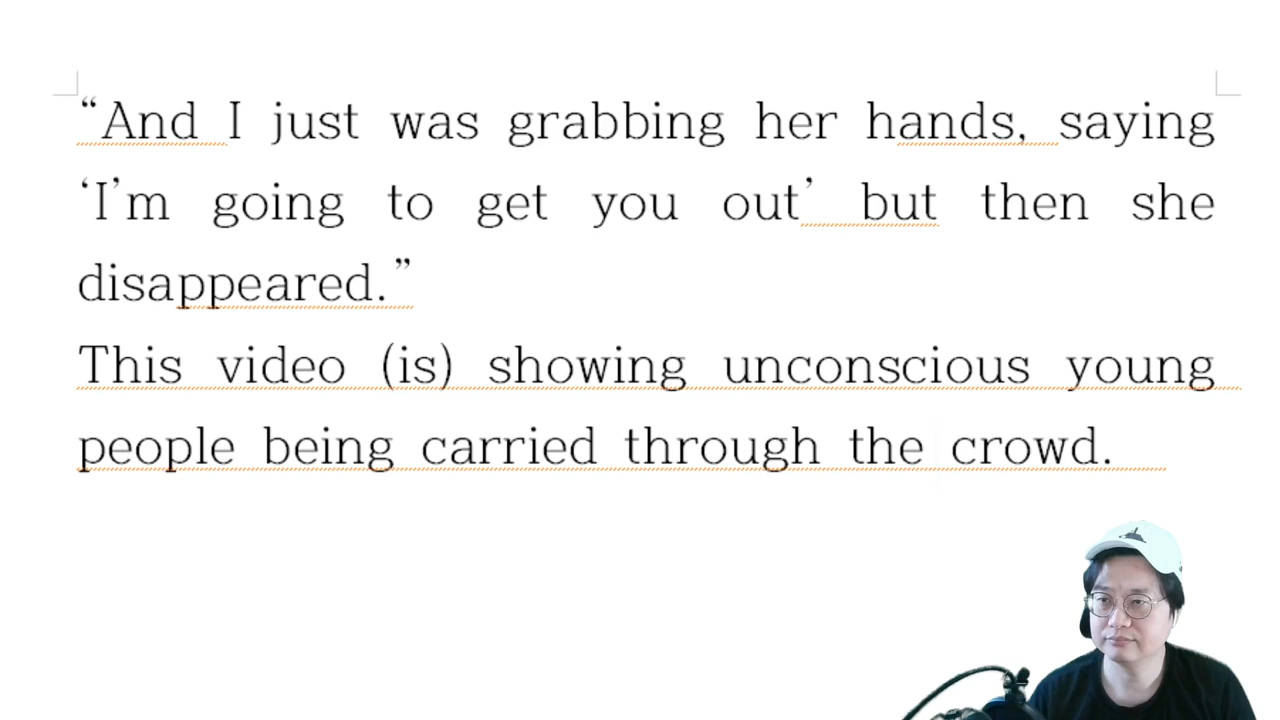 “And I just was grabbing her hands, saying
‘I’m going to get you out’ but then she
disappeared.”
This video (is) showing unconscious young
people being carried through the crowd.